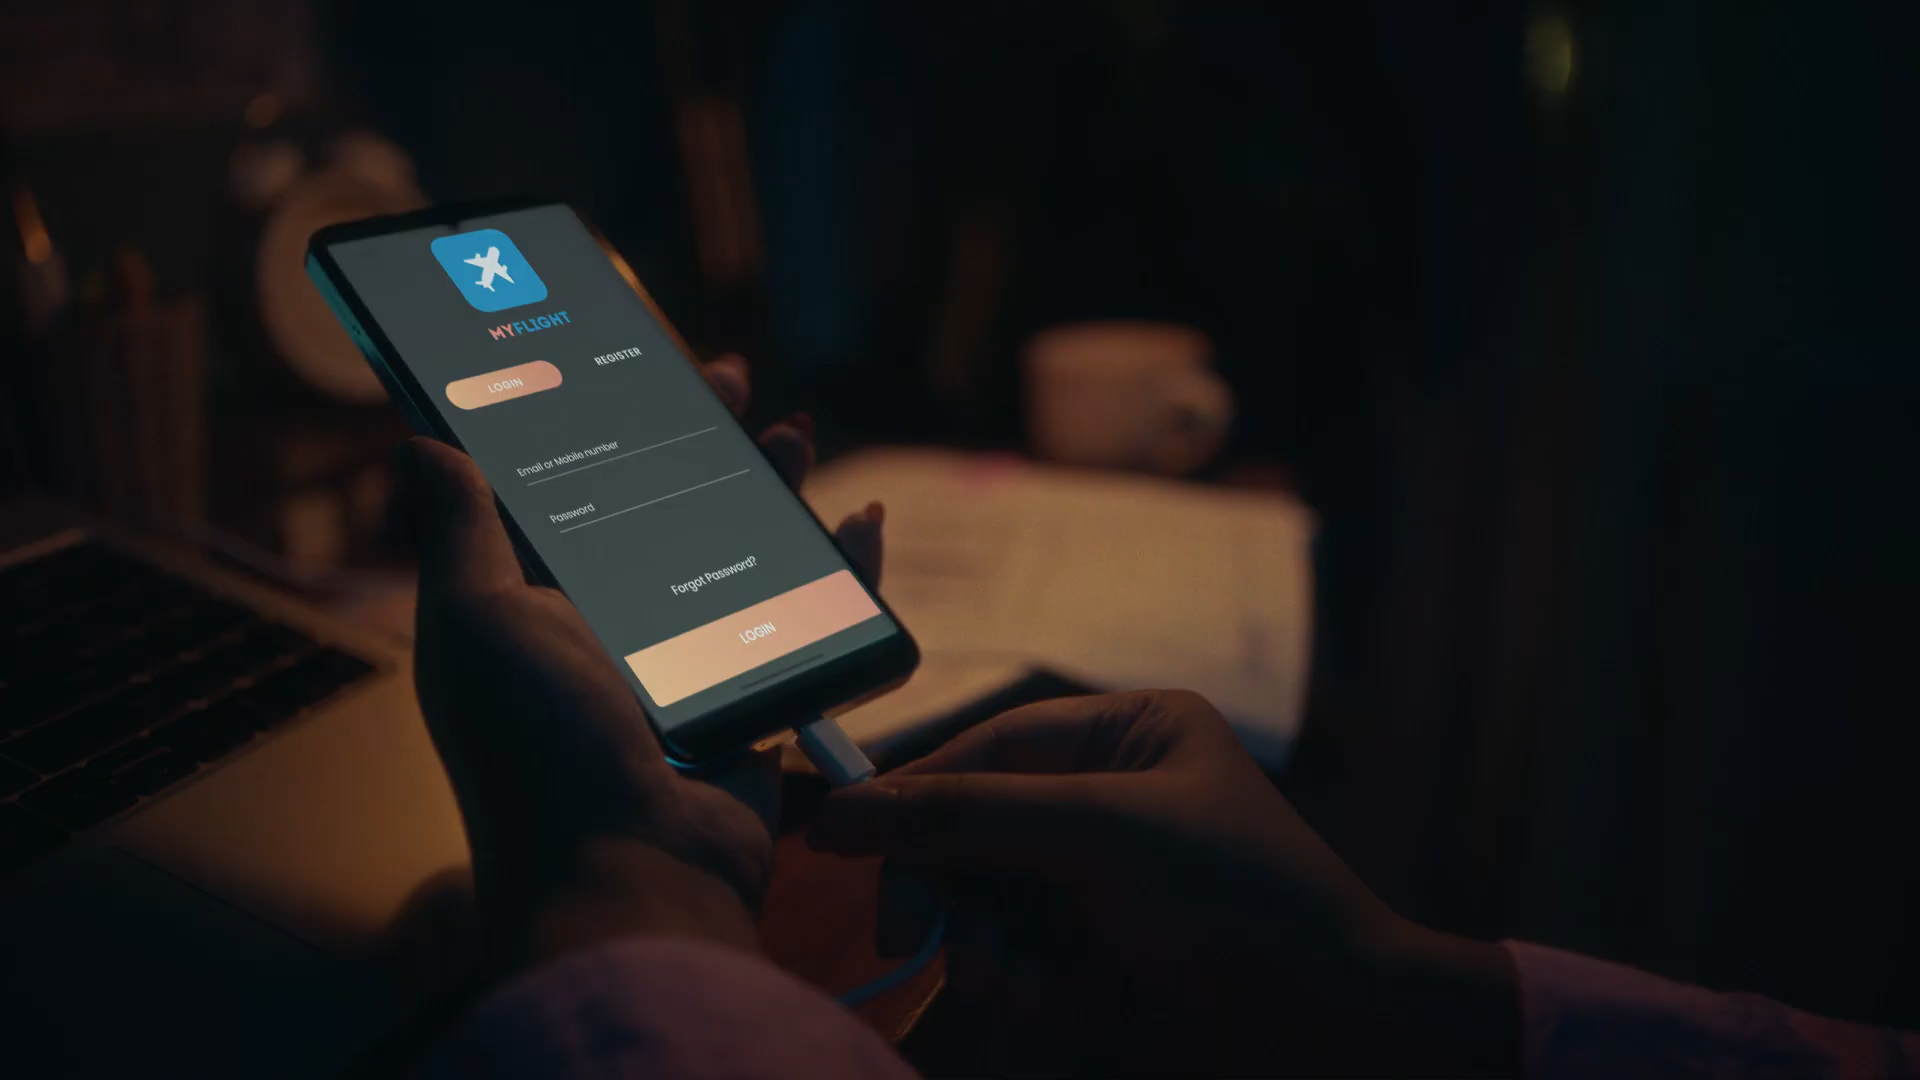 MYFLIGHT
LOGIN
REGISTER
Email or Mobile number
Password
Forgot Password?
LOGIN